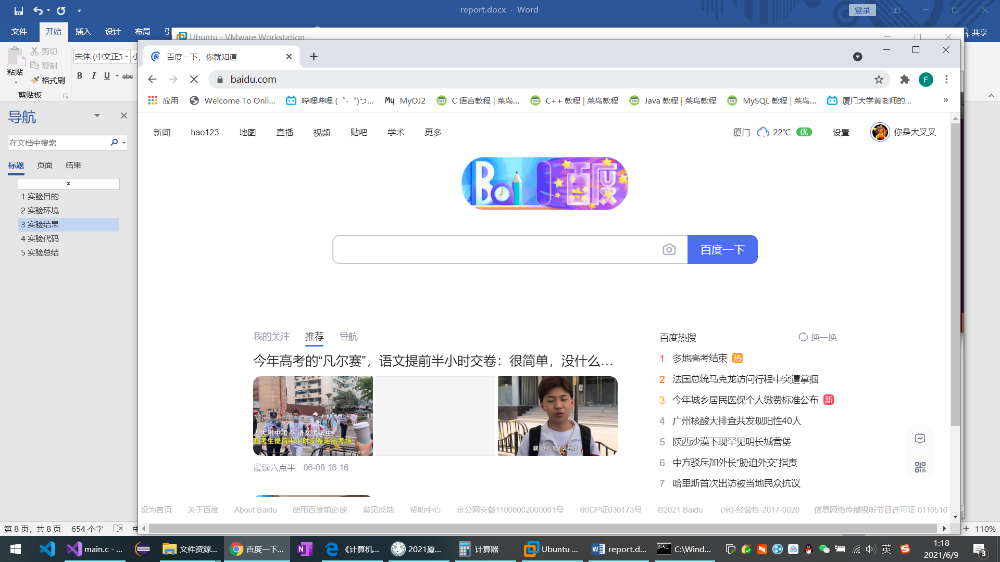 report.docx - Word
登录
文件
开始
插入
设计
布局
引
共享
Ubuntu - VMware Workstation
粘贴
剪切
复制
格式刷
剪贴板
宋体 (中文正文
小
B I U abc
百度一下，你就知道
baidu.com
F
应用
Welcome To Onli...
哔哩哔哩 (゜-゜)つ...
My
MyOJ2
C 语言教程 | 菜鸟...
C++ 教程 | 菜鸟教程
Java 教程 | 菜鸟教程
MySQL 教程 | 菜鸟...
厦门大学黄老师的...
»
导航
在文档中搜索
标题
页面
结果
1 实验目的
2 实验环境
3 实验结果
4 实验代码
5 实验总结
新闻
hao123
地图
直播
视频
贴吧
学术
更多
厦门
22℃
优
设置
你是大叉叉
Bai
百度
DU
百度一下
我的关注
推荐
导航
今年高考的“凡尔赛”，语文提前半小时交卷：很简单，没什么...
人大附中考点 语文考试中
有考生提前半小时交卷走出考场
就答呗 没什么难度
晨读六点半
06-08 16:16
百度热搜
换一换
1 多地高考结束 热
2 法国总统马克龙访问行程中突遭掌掴
3 今年城乡居民医保个人缴费标准公布 新
4 广州核酸大排查共发现阳性40人
5 陕西沙漠下现罕见明长城营堡
6 中方驳斥加外长“胁迫外交”指责
7 哈里斯首次出访被当地民众抗议
设为首页
关于百度
About Baidu
使用百度前必读
意见反馈
帮助中心
京公网安备11000002000001号
京ICP证030173号
©2021 Baidu
(京)-经营性-2017-0020
信息网络传播视听节目许可证 0110516
第 8 页，共 8 页
654 个字
中
110%
main.c - ...
文件资源...
百度一下...
《计算机...
2021厦...
计算器
Ubuntu ...
report.d...
C:\Wind...
英
1:18
2021/6/9
3